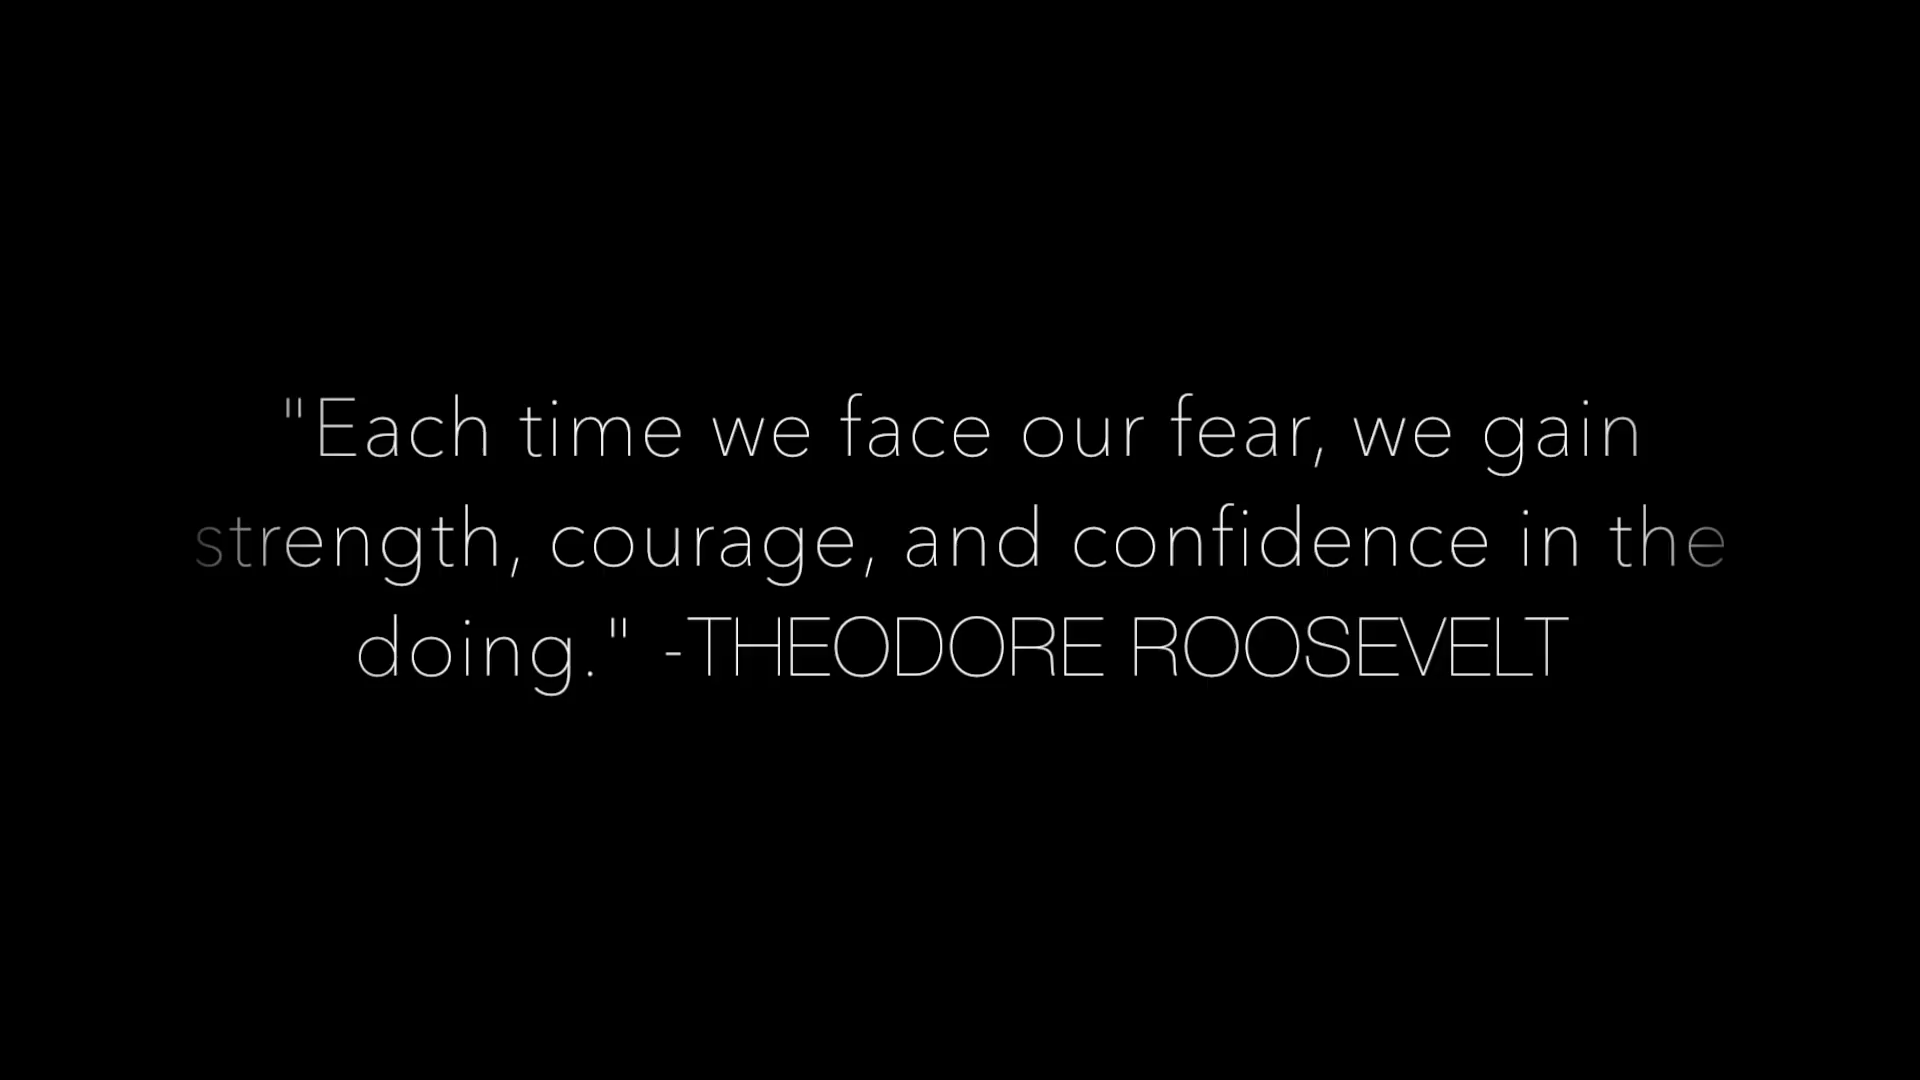 "Each time we face our fear, we gain
strength, courage, and confidence in the
doing." -THEODORE ROOSEVELT